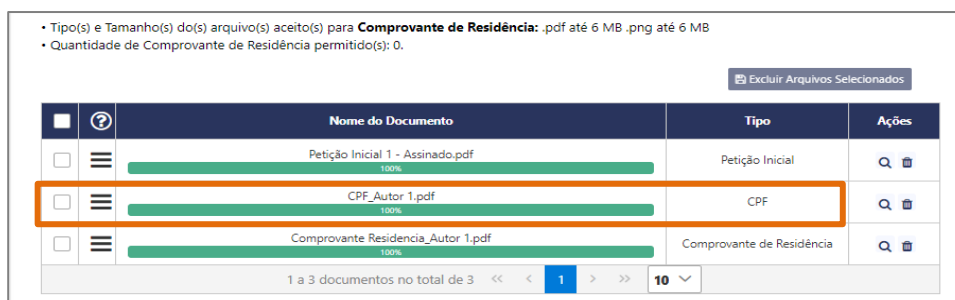 • Tipo(s) e Tamanho(s) do(s) arquivo(s) aceito(s) para Comprovante de Residência: .pdf até 6 MB .png até 6 MB
• Quantidade de Comprovante de Residência permitido(s): 0.
Excluir Arquivos Selecionados
? Nome do Documento Tipo Ações
Petição Inicial 1 - Assinado.pdf Petição Inicial
100%
CPF_Autor 1.pdf CPF
100%
Comprovante Residencia_Autor 1.pdf Comprovante de Residência
100%
1 a 3 documentos no total de 3 << < 1 > >> 10